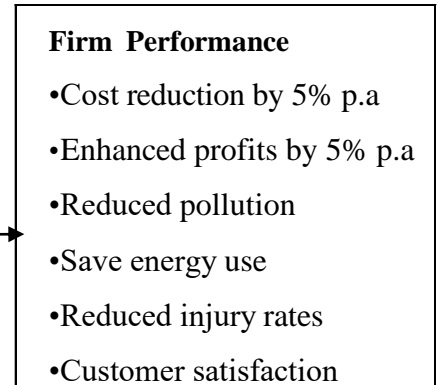 Firm Performance
•Cost reduction by 5% p.a
•Enhanced profits by 5% p.a
•Reduced pollution
•Save energy use
•Reduced injury rates
•Customer satisfaction